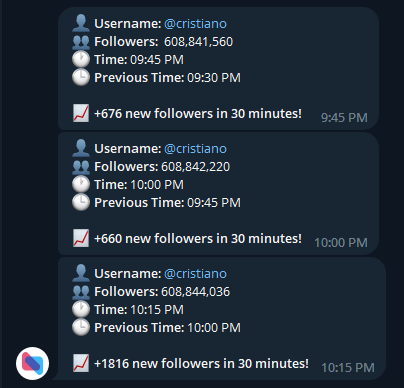 Username: @cristiano
Followers: 608,841,560
Time: 09:45 PM
Previous Time: 09:30 PM
+676 new followers in 30 minutes!
9:45 PM
Username: @cristiano
Followers: 608,842,220
Time: 10:00 PM
Previous Time: 09:45 PM
+660 new followers in 30 minutes!
10:00 PM
Username: @cristiano
Followers: 608,844,036
Time: 10:15 PM
Previous Time: 10:00 PM
+1816 new followers in 30 minutes!
10:15 PM